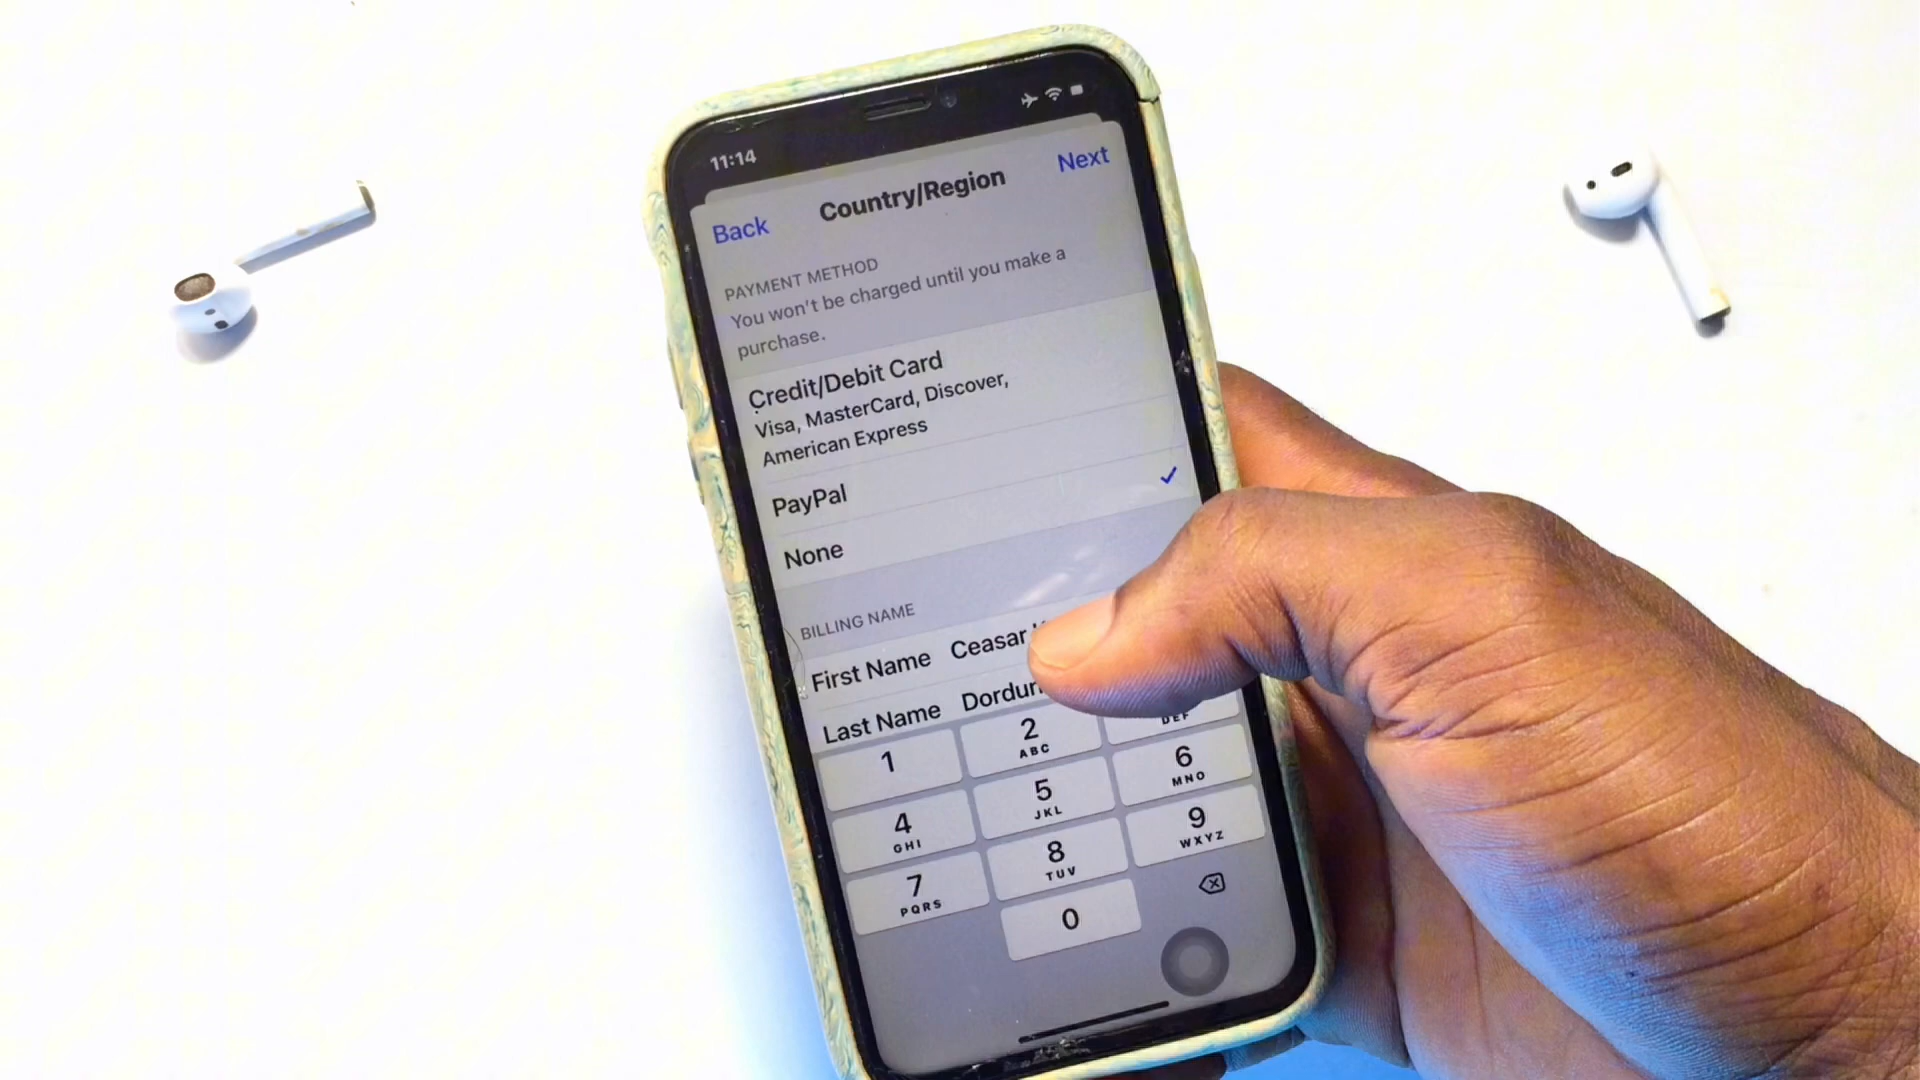 11:14
Back
Country/Region
Next
PAYMENT METHOD
You won't be charged until you make a
purchase.
Credit/Debit Card
Visa, MasterCard, Discover,
American Express
PayPal
None
BILLING NAME
First Name Ceasar
Last Name
1
2
ABC
DEF
4
GHI
5
JKL
6
MNO
7
PQRS
8
TUV
9
WXYZ
0